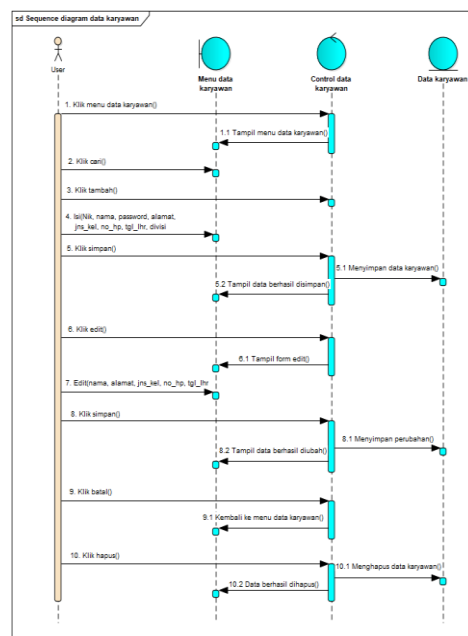 sd Sequence diagram data karyawan
User
Menu data
karyawan
Control data
karyawan
Data karyawan
1. Klik menu data karyawan()
1.1 Tampil menu data karyawan()
2. Klik cari()
3. Klik tambah()
4. Isi(Nik, nama, password, alamat,
jns_kel, no_hp, tgl_lhr, divisi
5. Klik simpan()
5.1 Menyimpan data karyawan()
5.2 Tampil data berhasil disimpan()
6. Klik edit()
6.1 Tampil form edit()
7. Edit(nama, alamat, jns_kel, no_hp, tgl_lhr
8. Klik simpan()
8.1 Menyimpan perubahan()
8.2 Tampil data berhasil diubah()
9. Klik batal()
9.1 Kembali ke menu data karyawan()
10. Klik hapus()
10.1 Menghapus data karyawan()
10.2 Data berhasil dihapus()